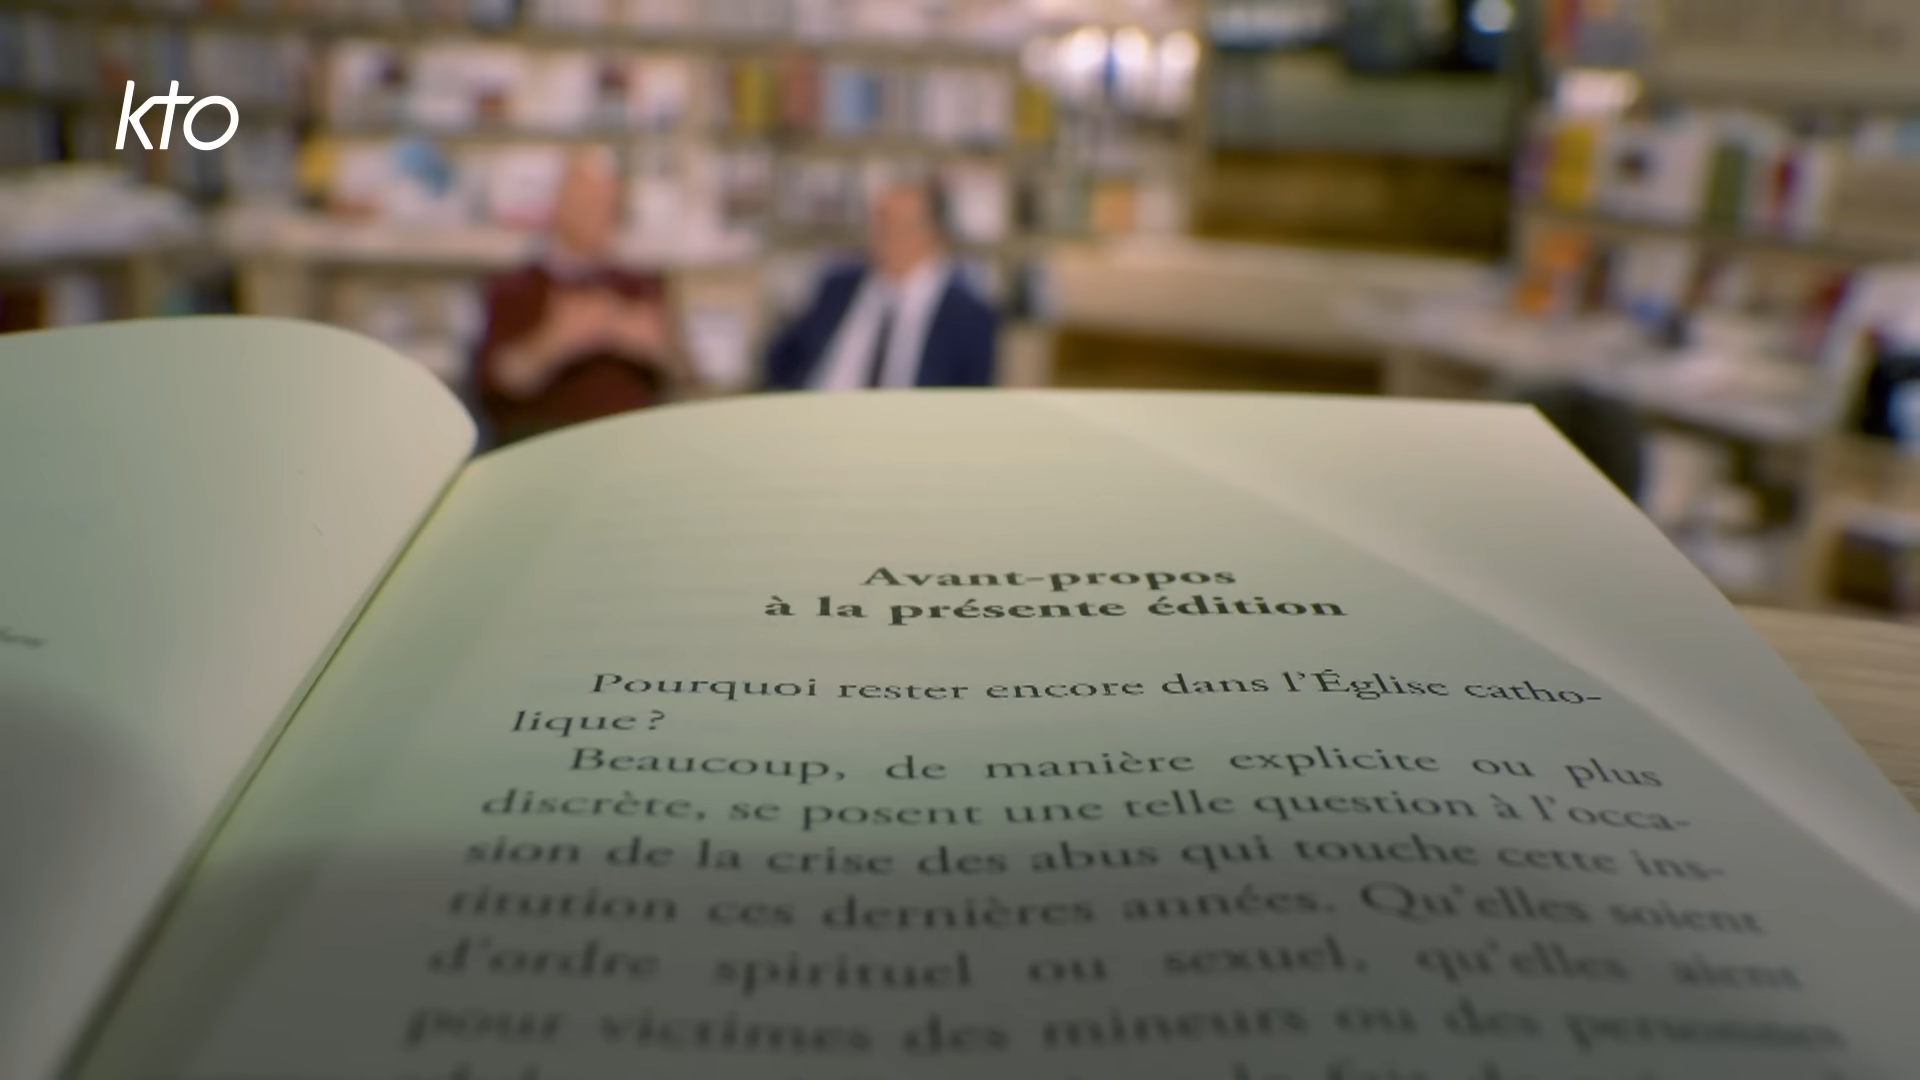 kto
Avant-propos
à la présente édition
Pourquoi rester encore dans l'Église catho-
lique ?
Beaucoup, de manière explicite ou plus
discrète, se posent une telle question à l'occa-
sion de la crise des abus qui touche cette ins-
titution ces dernières années. Qu'elles soient
d'ordre spirituel ou sexuel, qu'elles aient
pour victimes des mineurs ou des personnes